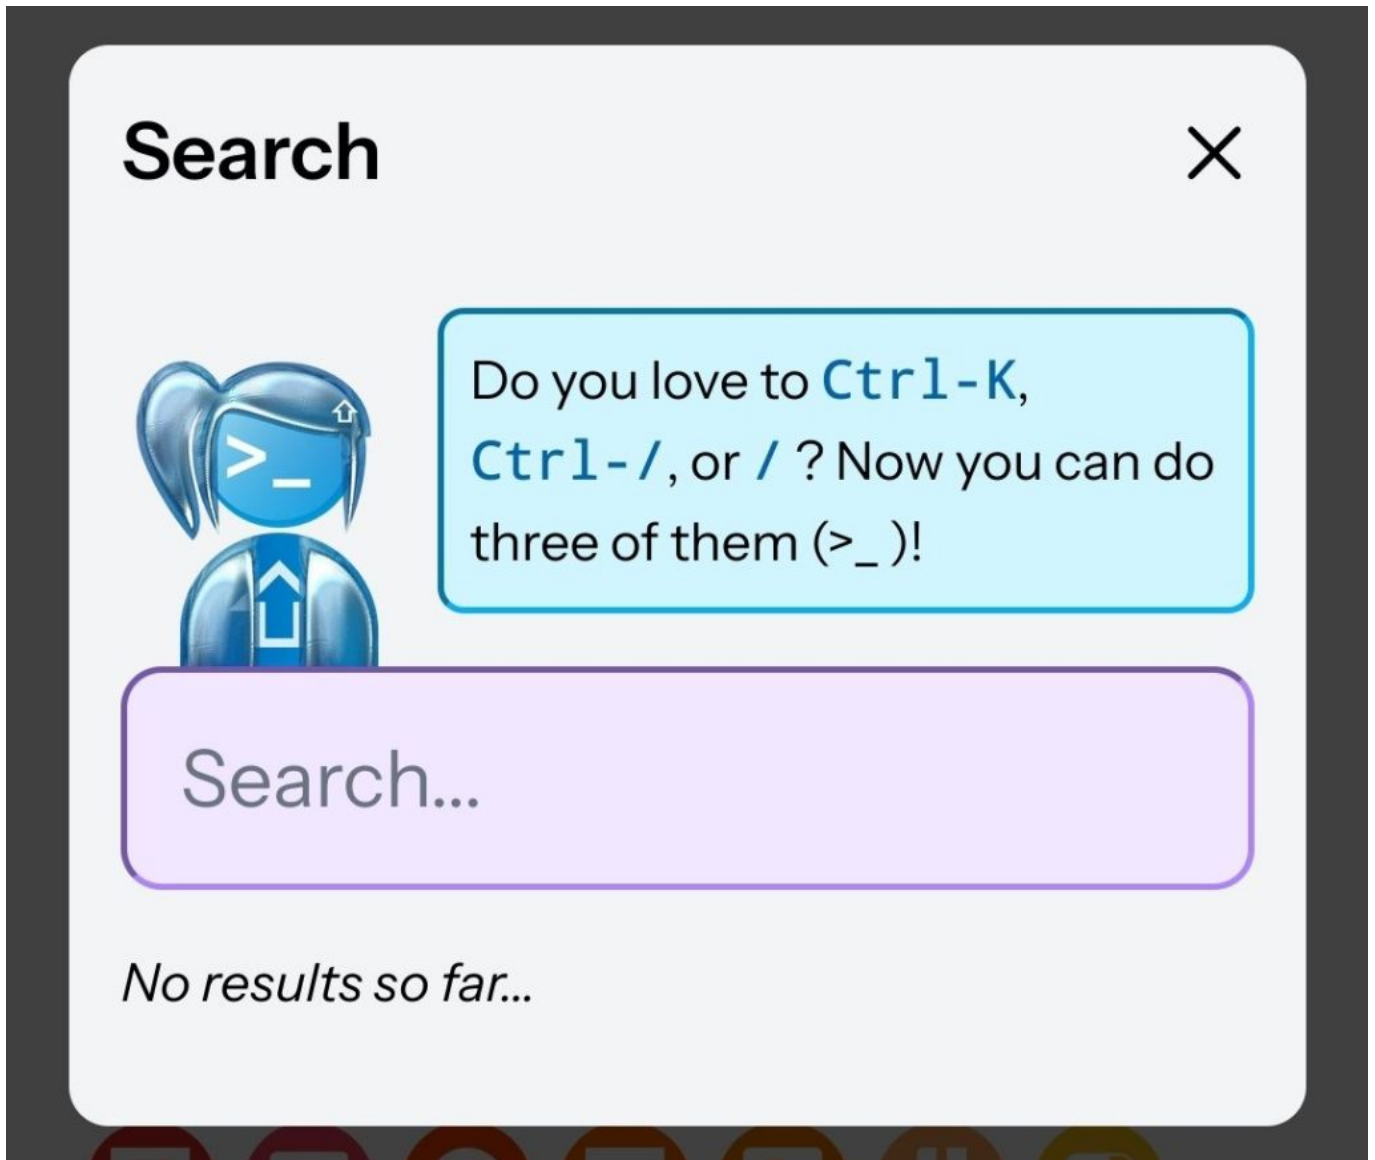 Search
Do you love to Ctrl-K,
Ctrl-/, or / ? Now you can do
three of them (>_ )!
>_
Search...
No results so far...